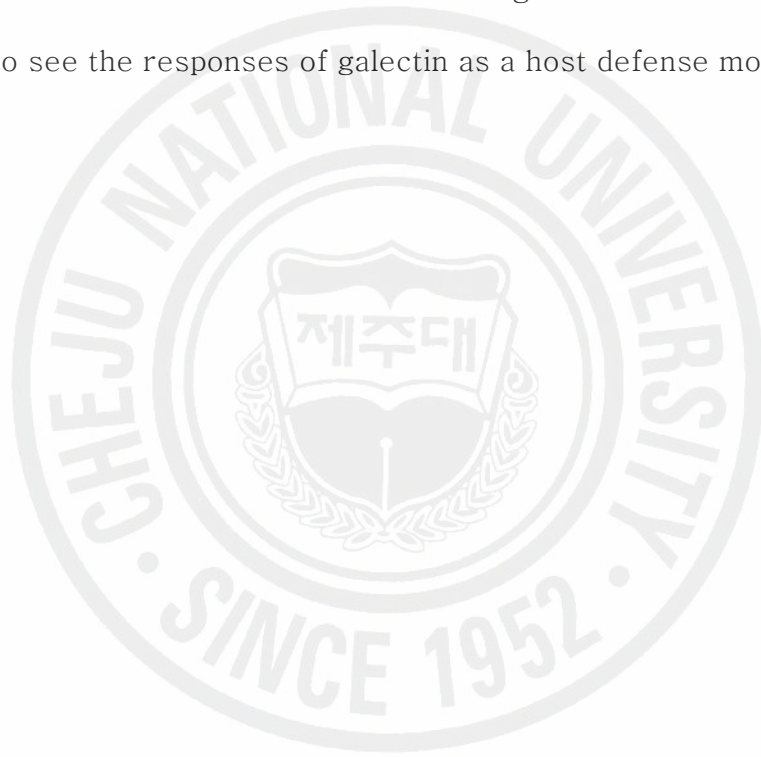 o see the responses of galectin as a host defense mo
CHEJU NATIONAL UNIVERSITY
제주대
· SINCE 1952 ·